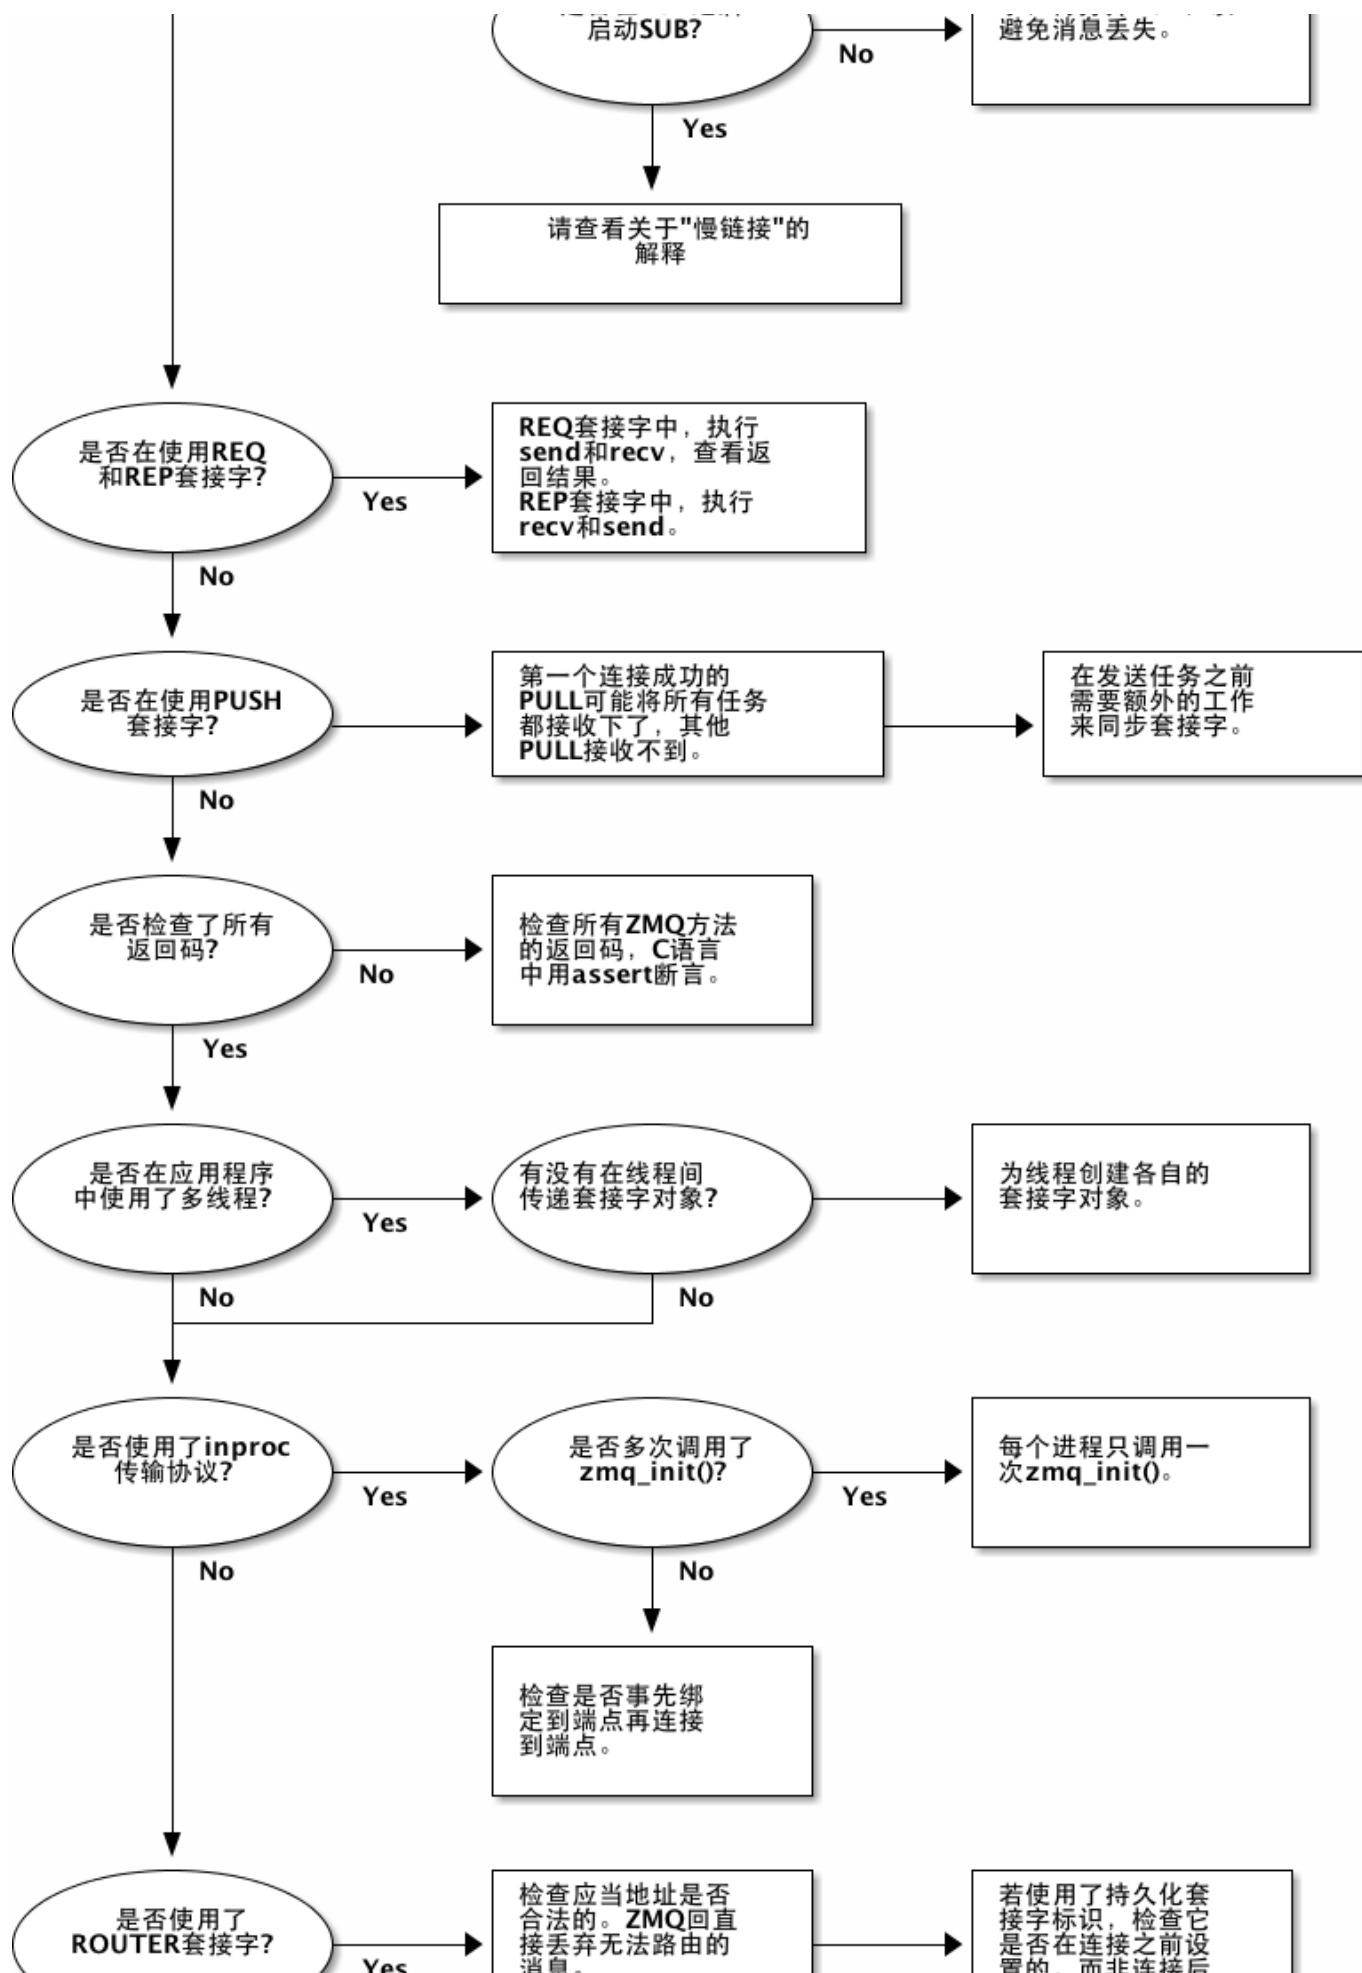 启动SUB?
No
避免消息丢失。
Yes
请查看关于"慢链接"的
解释
是否在使用REQ
和REP套接字?
Yes
REQ套接字中，执行
send和recv，查看返
回结果。
REP套接字中，执行
recv和send。
No
是否在使用PUSH
套接字?
第一个连接成功的
PULL可能将所有任务
都接收下了，其他
PULL接收不到。
在发送任务之前
需要额外的工作
来同步套接字。
No
是否检查了所有
返回码?
No
检查所有ZMQ方法
的返回码，C语言
中用assert断言。
Yes
是否在应用程序
中使用了多线程?
Yes
有没有在线程间
传递套接字对象?
为线程创建各自的
套接字对象。
No
No
是否使用了inproc
传输协议?
Yes
是否多次调用了
zmq_init()?
Yes
每个进程只调用一
次zmq_init()。
No
No
检查是否事先绑
定到端点再连接
到端点。
是否使用了
ROUTER套接字?
Yes
检查应当地址是否
合法的。ZMQ回直
接丢弃无法路由的
消息。
若使用了持久化套
接字标识，检查它
是否在连接之前设
置的，而非连接后